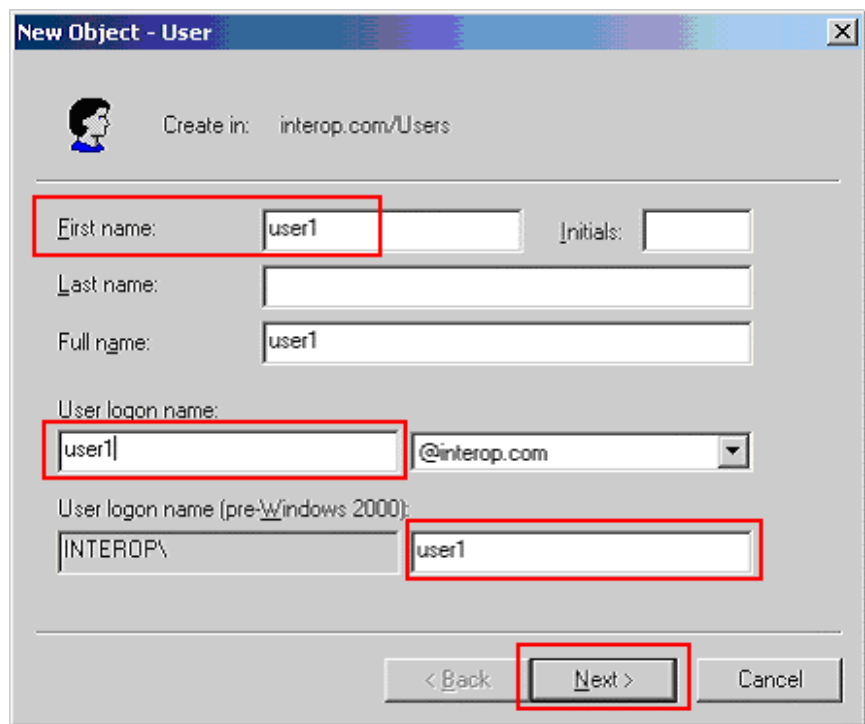 New Object - User
Create in: interop.com/Users
First name: user1 Initials:
Last name:
Full name: user1
User logon name:
user1 @interop.com
User logon name (pre-Windows 2000):
INTEROP\ user1
< Back Next > Cancel